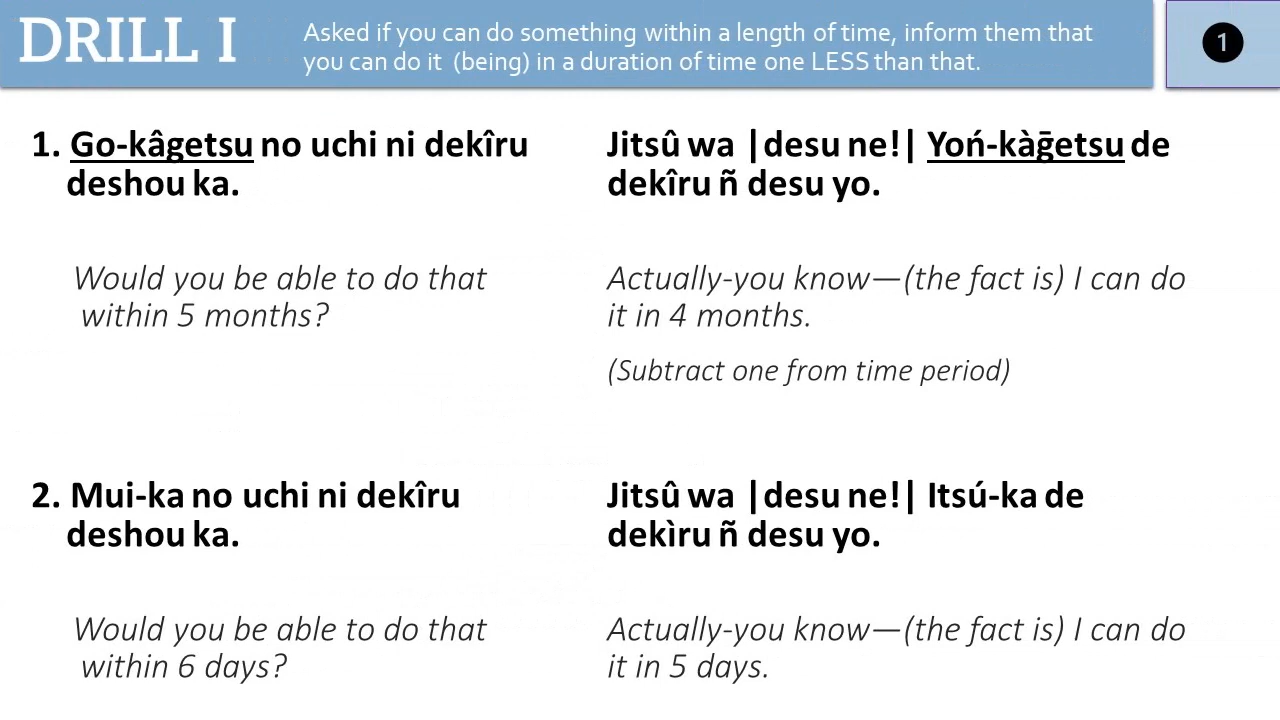 DRILL I
Asked if you can do something within a length of time, inform them that
you can do it (being) in a duration of time one LESS than that.
1
1. Go-kâgetsu no uchi ni dekîru
deshou ka.
Jitsû wa |desu ne!| Yoń-kàḡetsu de
dekîru ñ desu yo.
Would you be able to do that
within 5 months?
Actually-you know—(the fact is) I can do
it in 4 months.
(Subtract one from time period)
2. Mui-ka no uchi ni dekîru
deshou ka.
Jitsû wa |desu ne!| Itsú-ka de
dekìru ñ desu yo.
Would you be able to do that
within 6 days?
Actually-you know—(the fact is) I can do
it in 5 days.